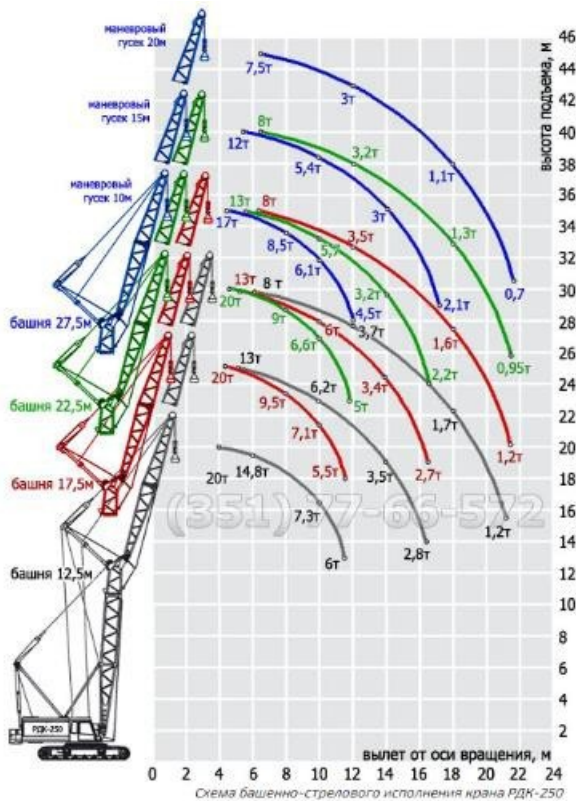 маневровый
гусек 20м
маневровый
гусек 15м
маневровый
гусек 10м
башня 27,5м
башня 22,5м
башня 17,5м
башня 12,5м
РДК-250
7,5т
3т
1,1т
0,7
8т
3,2т
1,3т
0,95т
12т
5,4т
3т
2,1т
8т
3,5т
1,6т
1,2т
13т
5,7
3,2т
2,2т
17т
8,5т
6,1т
4,5т
8 т
3,7т
1,7т
1,2т
13т
6т
3,4т
2,7т
20т
9т
6,6т
5т
13т
6,2т
3,5т
2,8т
20т
9,5т
7,1т
5,5т
20т
14,8т
7,3т
6т
(351) 77-66-572
высота подъема, м
46
44
42
40
38
36
34
32
30
28
26
24
22
20
18
16
14
12
10
8
6
4
2
0
вылет от оси вращения, м
0 2 4 6 8 10 12 14 16 18 20 22 24
Схема башенно-стрелового исполнения крана РДК-250